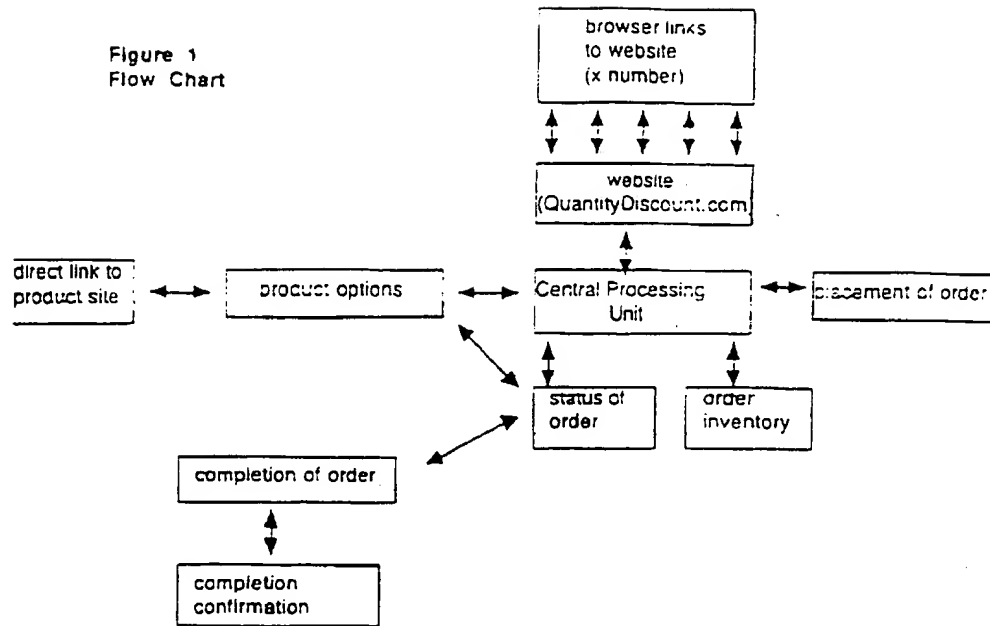 Figure 1
Flow Chart
browser links
to website
(x number)
website
(QuantityDiscount.com
direct link to
product site
product options
Central Processing
Unit
placement of order
status of
order
order
inventory
completion of order
completion
confirmation